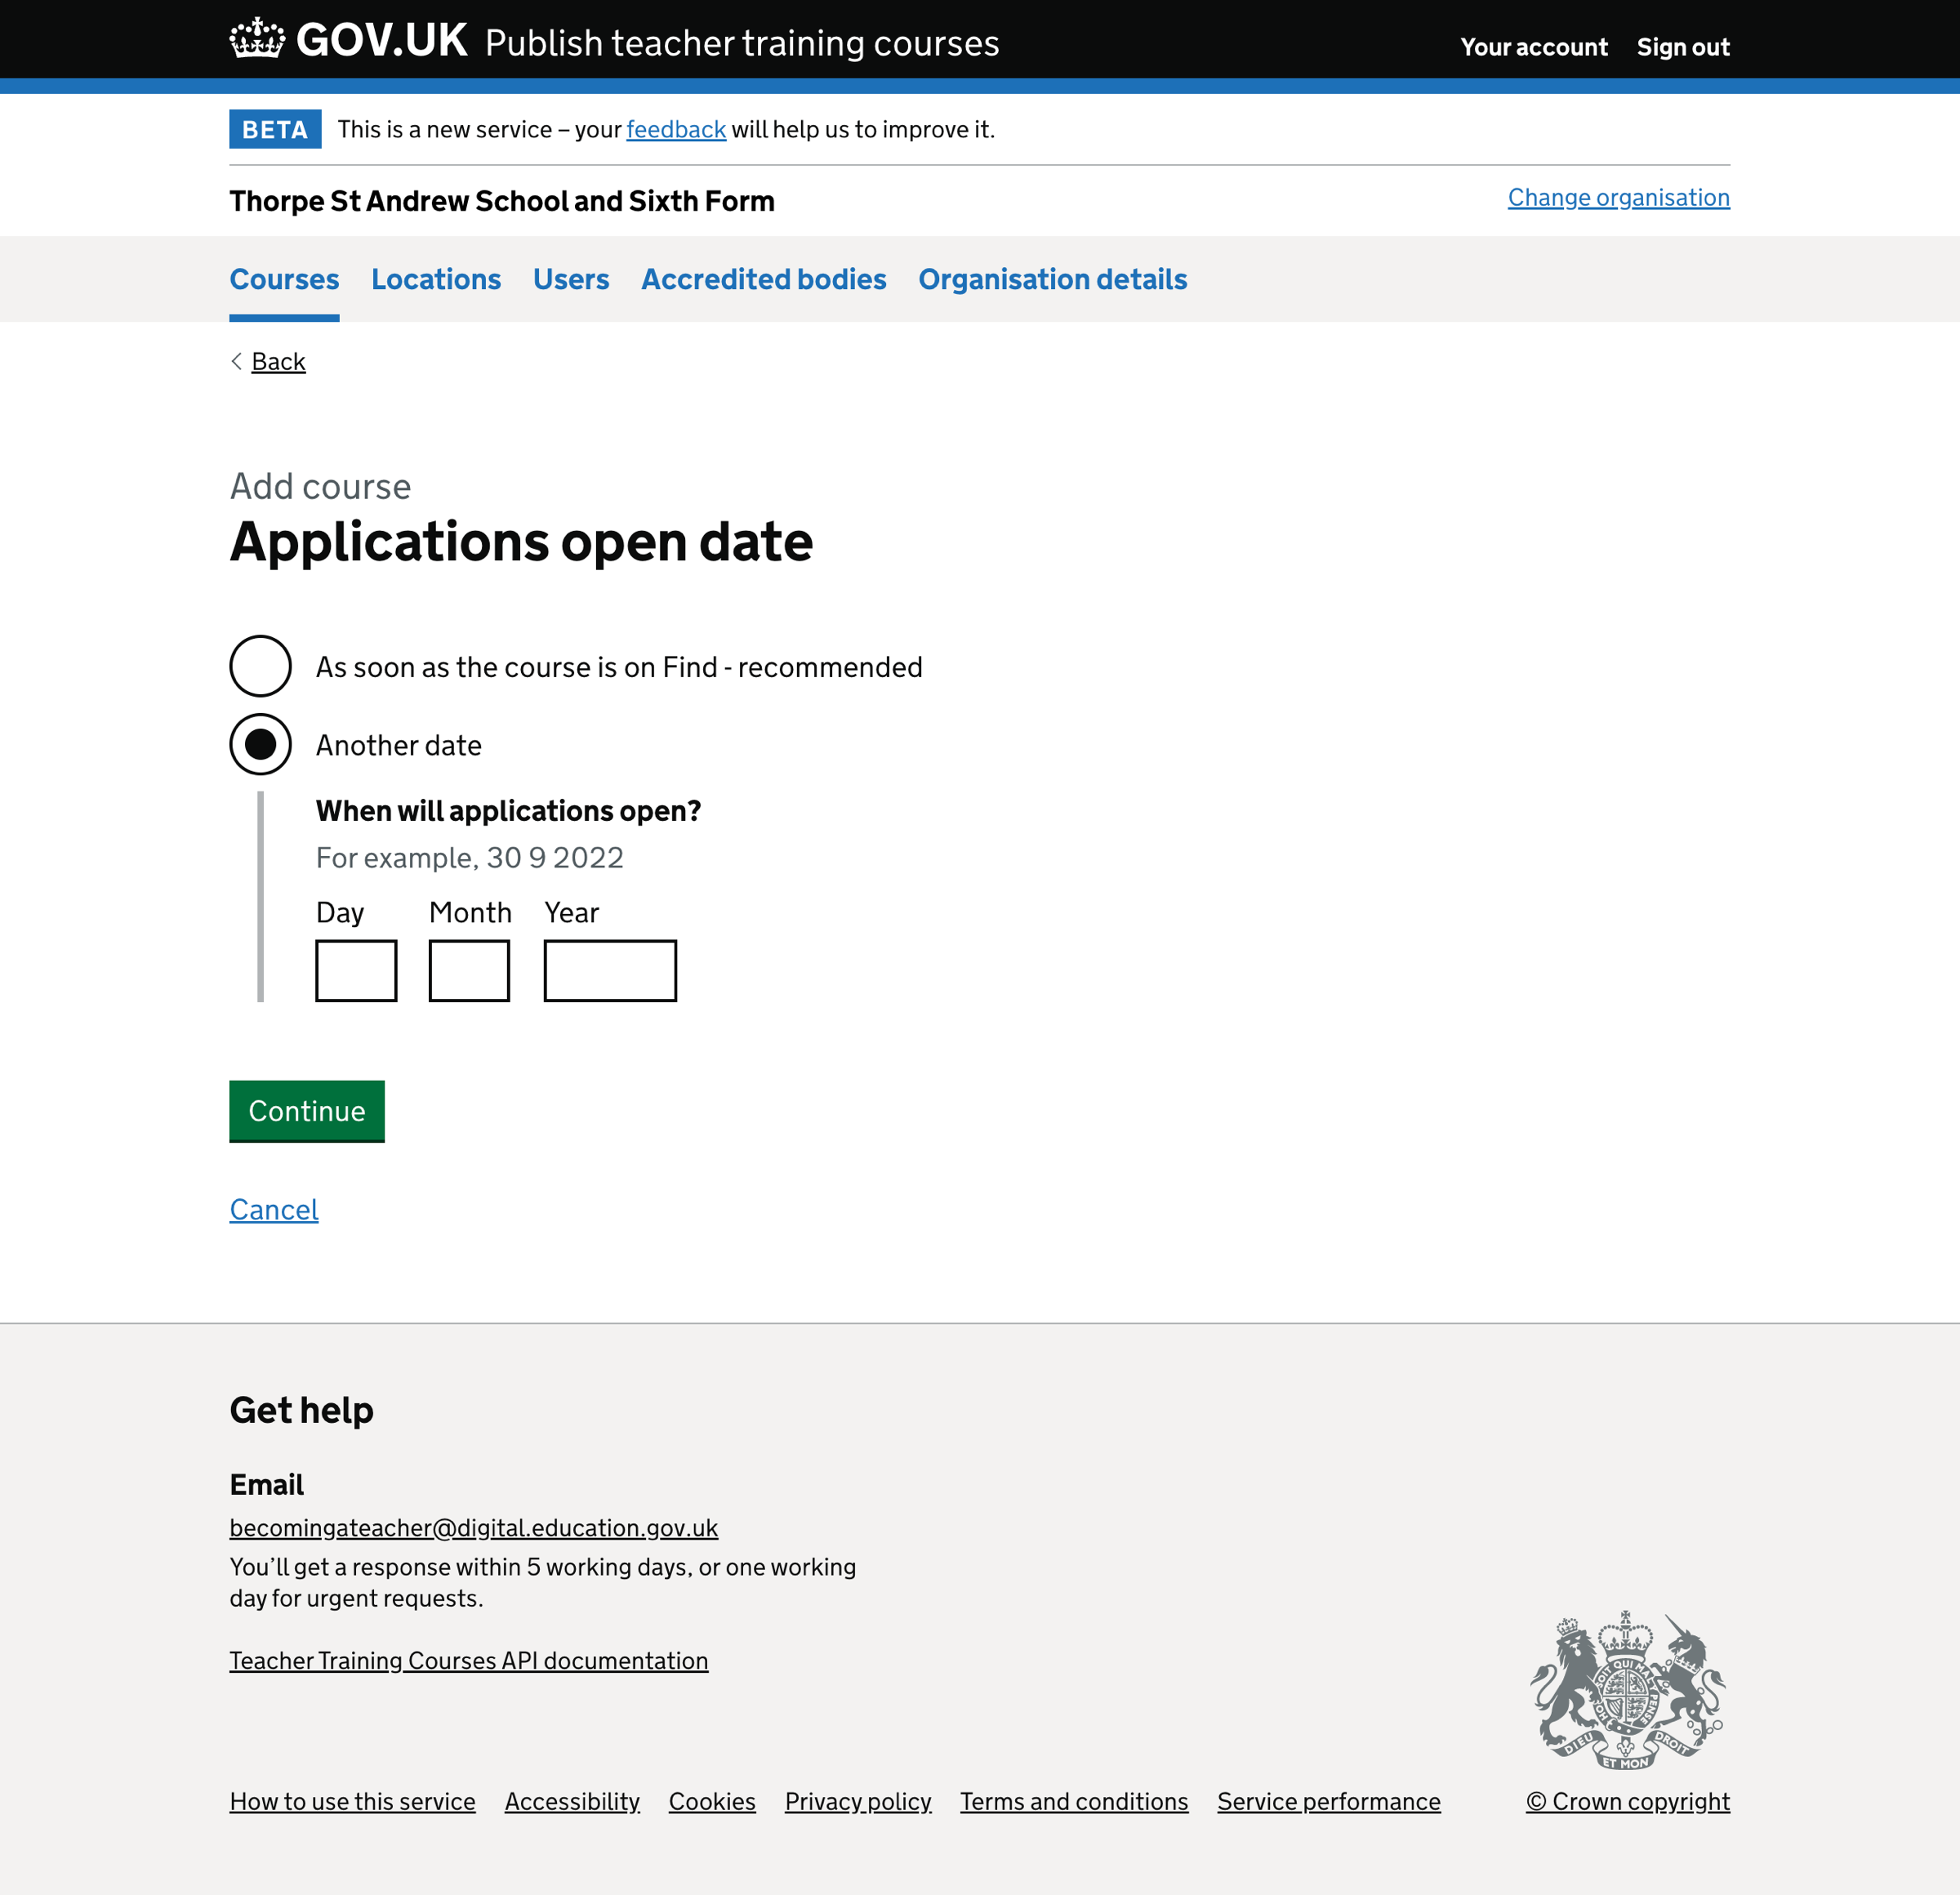 GOV.UK Publish teacher training courses
Your account Sign out
BETA This is a new service – your feedback will help us to improve it.
Thorpe St Andrew School and Sixth Form
Change organisation
Courses Locations Users Accredited bodies Organisation details
Back
Add course
Applications open date
As soon as the course is on Find - recommended
Another date
When will applications open?
For example, 30 9 2022
Day Month Year
Continue
Cancel
Get help
Email
becomingateacher@digital.education.gov.uk
You’ll get a response within 5 working days, or one working
day for urgent requests.
Teacher Training Courses API documentation
DIEU ET MON DROIT
How to use this service Accessibility Cookies Privacy policy Terms and conditions Service performance
© Crown copyright